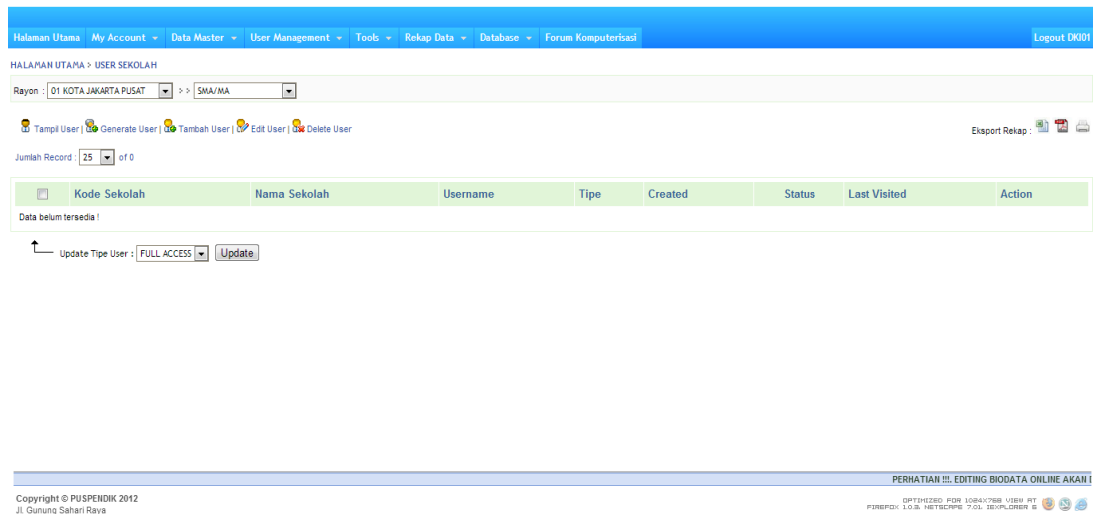 Halaman Utama My Account Data Master User Management Tools Rekap Data Database Forum Komputerisasi Logout DKI01
HALAMAN UTAMA > USER SEKOLAH
Rayon : 01 KOTA JAKARTA PUSAT >> SMA/MA
Tampil User | Generate User | Tambah User | Edit User | Delete User
Eksport Rekap :
Jumlah Record : 25 of 0
Kode Sekolah Nama Sekolah Username Tipe Created Status Last Visited Action
Data belum tersedia !
Update Tipe User : FULL ACCESS Update
PERHATIAN !!!. EDITING BIODATA ONLINE AKAN
Copyright © PUSPENDIK 2012
Jl. Gunung Sahari Raya
OPTIMIZED FOR 1024X768 VIEW AT
FIREFOX 1.0.3, NETSCAPE 7.01, IEXPLORER 6